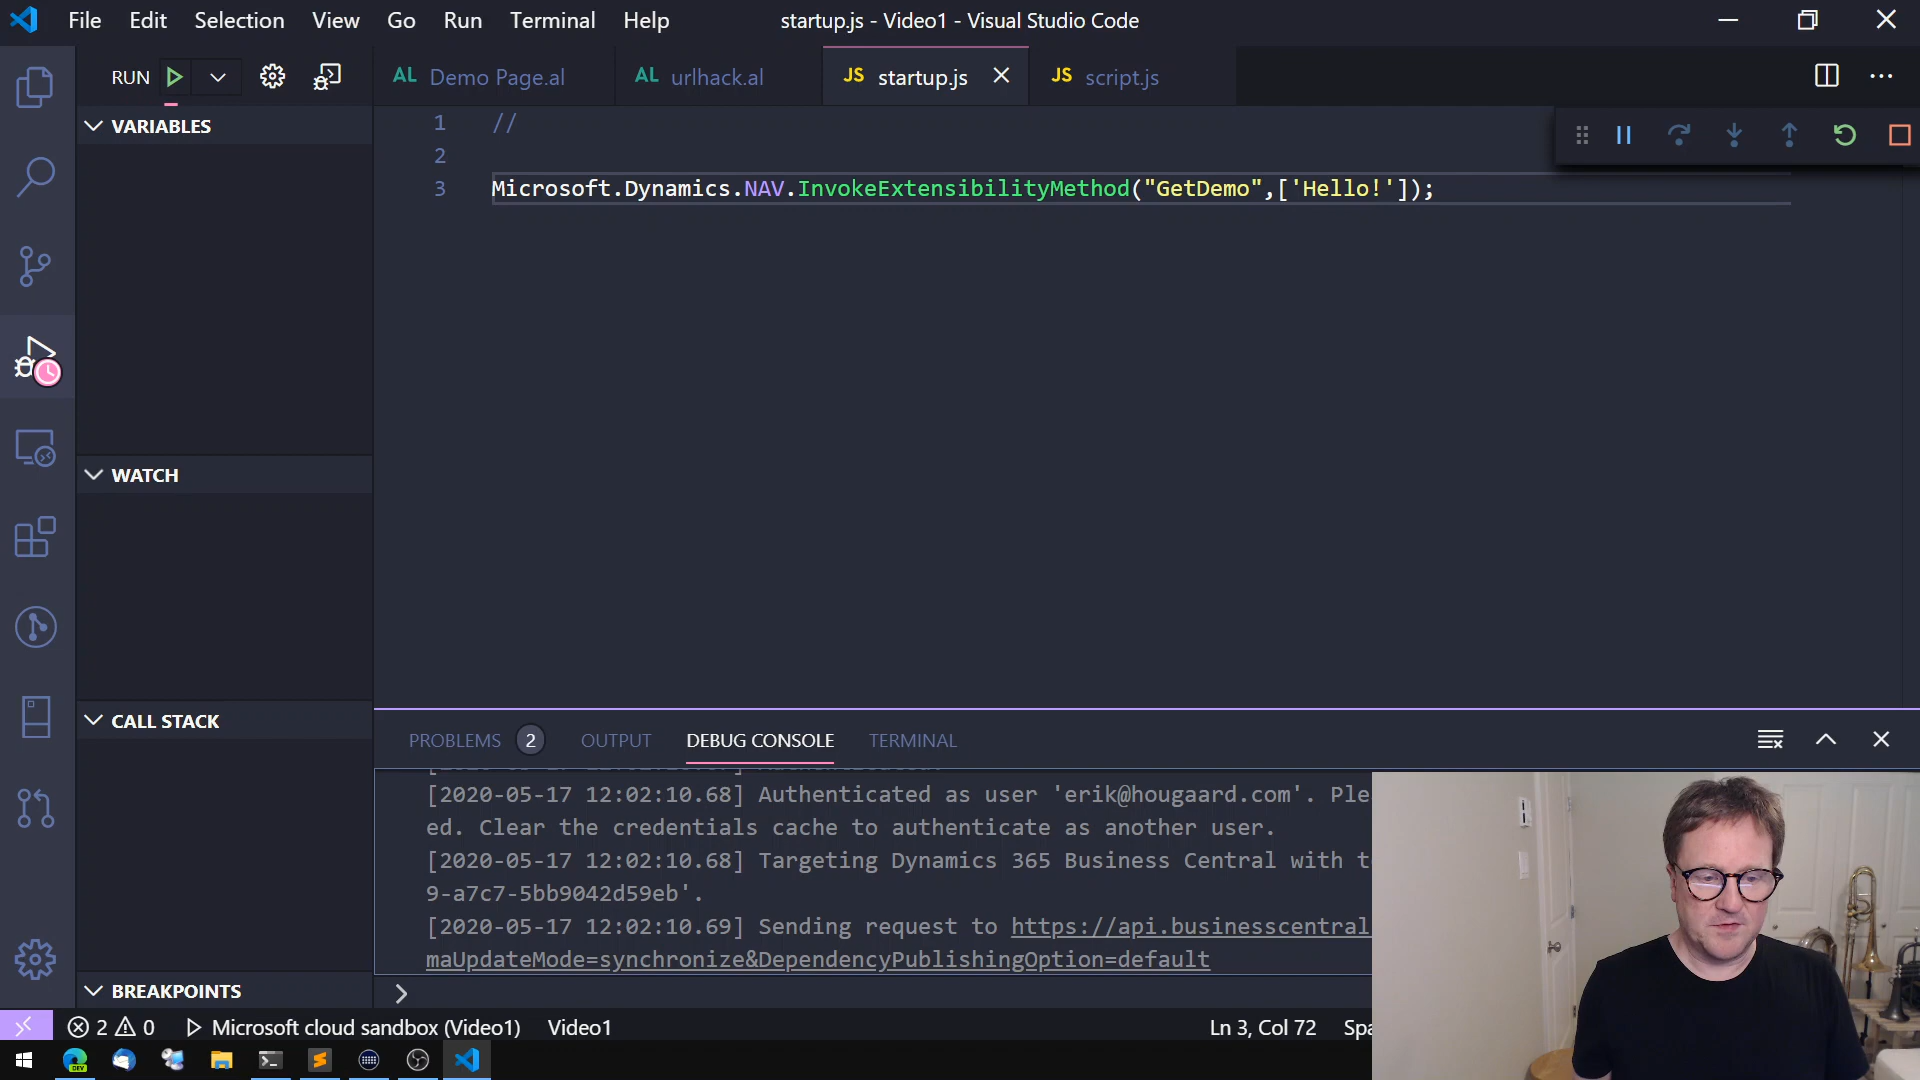 File Edit Selection View Go Run Terminal Help
startup.js - Video1 - Visual Studio Code
RUN
AL Demo Page.al
AL urlhack.al
JS startup.js
JS script.js
VARIABLES
1 //
2
3 Microsoft.Dynamics.NAV.InvokeExtensibilityMethod("GetDemo",['Hello!']);
WATCH
CALL STACK
PROBLEMS 2 OUTPUT DEBUG CONSOLE TERMINAL
[2020-05-17 12:02:10.68] Authenticated as user 'erik@hougaard.com'. Ple
ed. Clear the credentials cache to authenticate as another user.
[2020-05-17 12:02:10.68] Targeting Dynamics 365 Business Central with t
9-a7c7-5bb9042d59eb'.
[2020-05-17 12:02:10.69] Sending request to https://api.businesscentral
maUpdateMode=synchronize&DependencyPublishingOption=default
BREAKPOINTS
2 0 Microsoft cloud sandbox (Video1) Video1
Ln 3, Col 72 Spa
DEV